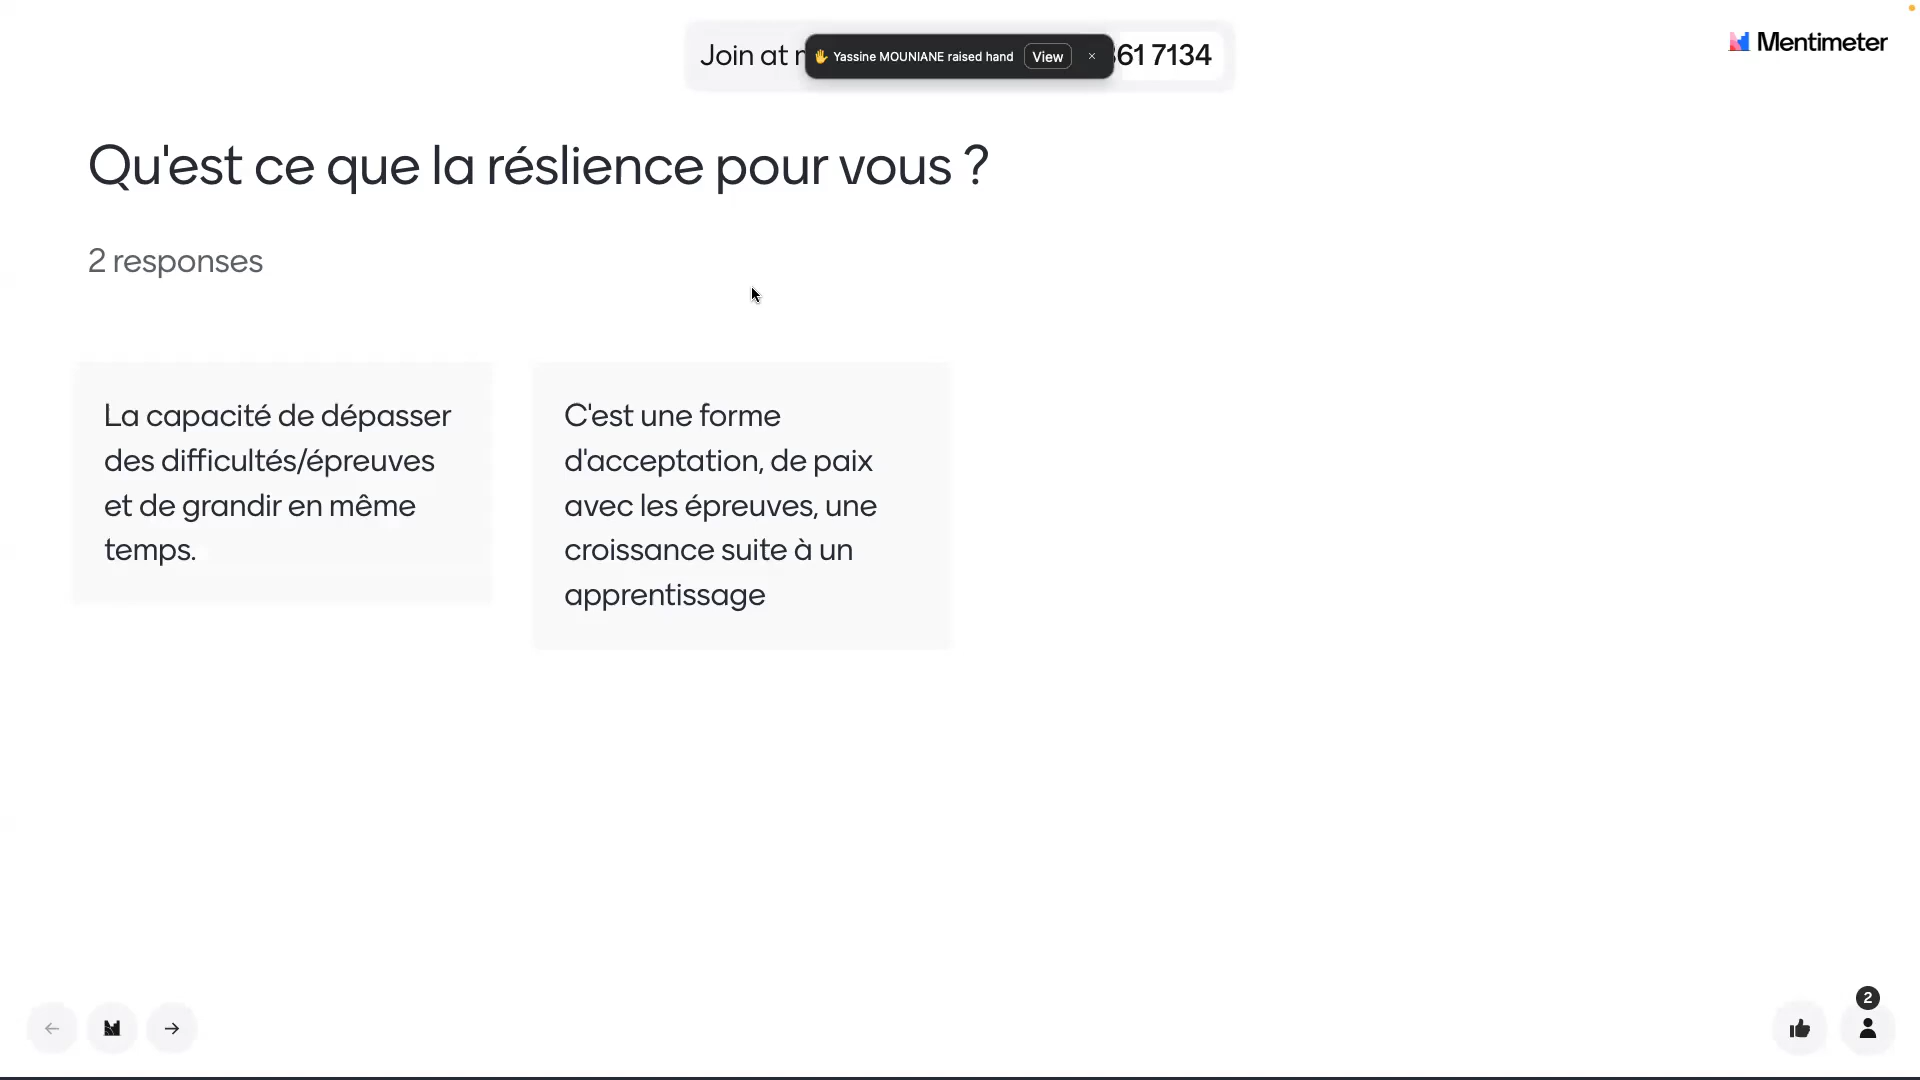 Join at
✋ Yassine MOUNIANE raised hand View ×
61 7134
Mentimeter
Qu'est ce que la réslience pour vous ?
2 responses
La capacité de dépasser
des difficultés/épreuves
et de grandir en même
temps.
C'est une forme
d'acceptation, de paix
avec les épreuves, une
croissance suite à un
apprentissage
2